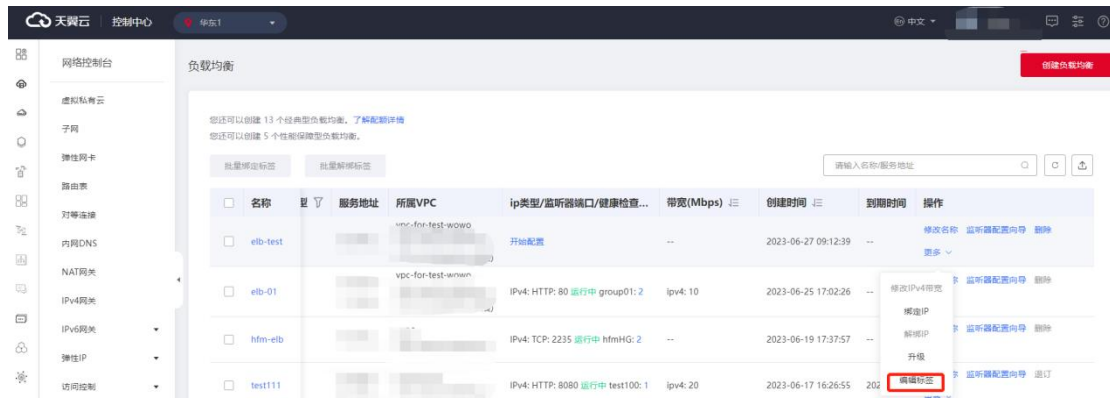 天翼云 控制中心 华东1 中文
网络控制台
负载均衡
创建负载均衡
虚拟私有云
子网
弹性网卡
路由表
对等连接
内网DNS
NAT网关
IPv4网关
IPv6网关
弹性IP
访问控制
您还可以创建 13 个经典型负载均衡。了解配额详情
您还可以创建 5 个性能保障型负载均衡。
批量绑定标签 批量解绑标签 请输入名称/服务地址
名称 型 服务地址 所属VPC ip类型/监听器端口/健康检查... 带宽(Mbps) 创建时间 到期时间 操作
elb-test vpc-for-test-wowo 开始配置 -- 2023-06-27 09:12:39 -- 修改名称 监听器配置向导 删除
更多
elb-01 vpc-for-test-wowo IPv4: HTTP: 80 运行中 group01: 2 ipv4: 10 2023-06-25 17:02:26 -- 监听器配置向导 删除
hfm-elb IPv4: TCP: 2235 运行中 hfmHG: 2 -- 2023-06-19 17:37:57 -- 监听器配置向导 删除
test111 IPv4: HTTP: 8080 运行中 test100: 1 ipv4: 20 2023-06-17 16:26:55 202 监听器配置向导 退订
修改IPv4带宽
绑定IP
解绑IP
升级
编辑标签